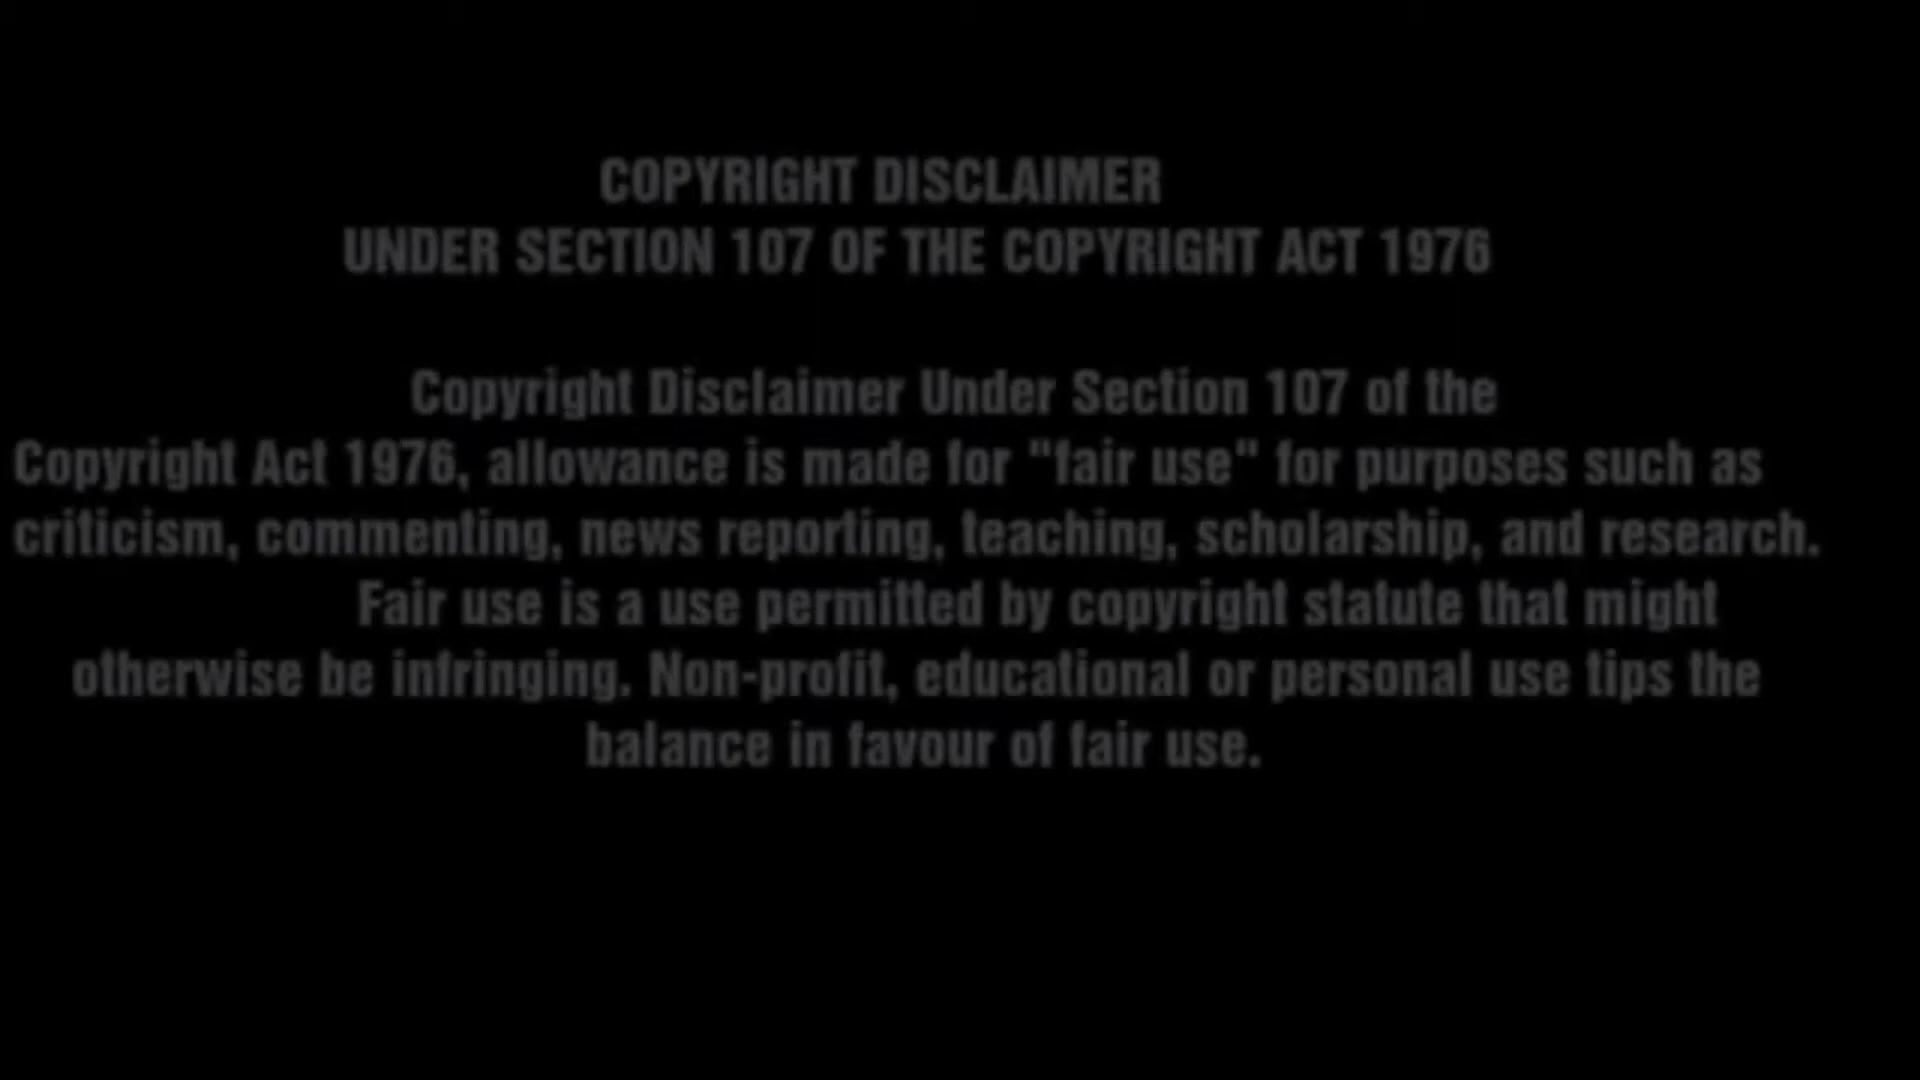 COPYRIGHT DISCLAIMER
UNDER SECTION 107 OF THE COPYRIGHT ACT 1976
Copyright Disclaimer Under Section 107 of the
Copyright Act 1976, allowance is made for "fair use" for purposes such as
criticism, commenting, news reporting, teaching, scholarship, and research.
Fair use is a use permitted by copyright statute that might
otherwise be infringing. Non-profit, educational or personal use tips the
balance in favour of fair use.